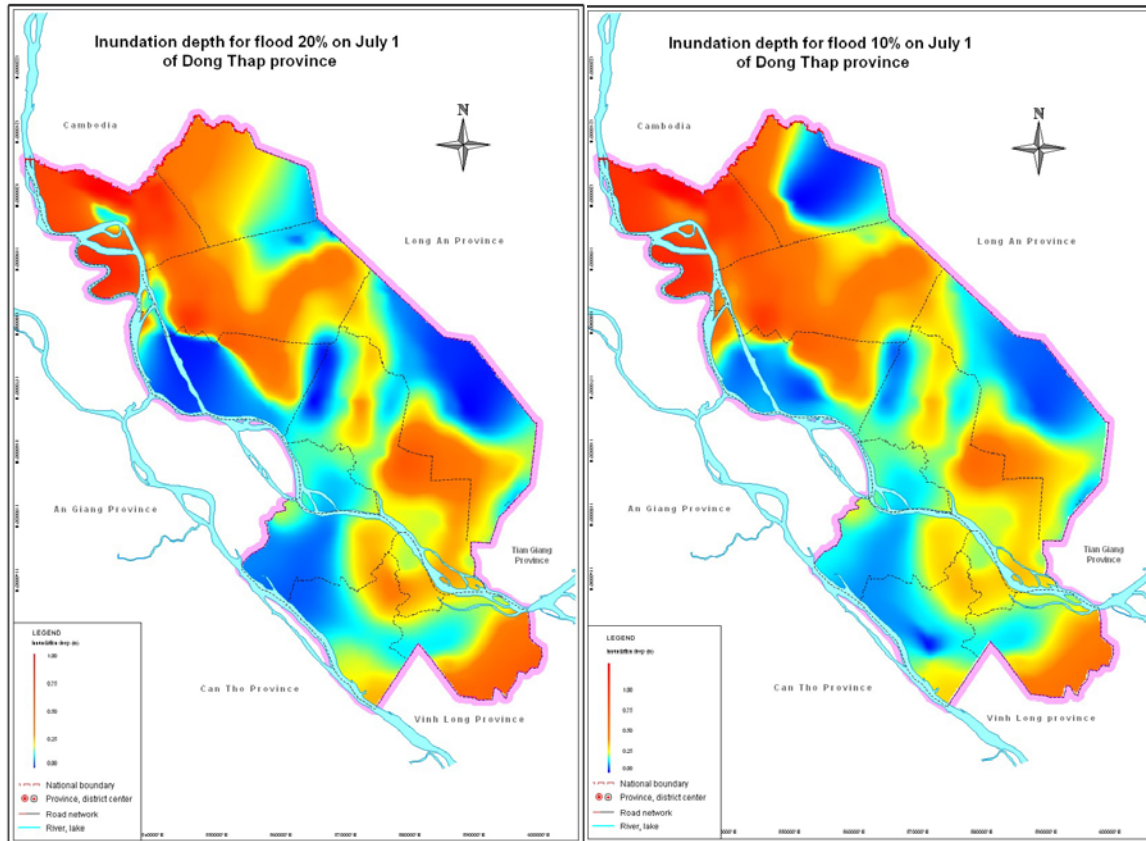 Inundation depth for flood 20% on July 1
of Dong Thap province
Cambodia
N
Long An Province
An Giang Province
Tian Giang
Province
Can Tho Province
Vinh Long Province
LEGEND
Inundation deep (m)
1.00
0.75
0.50
0.25
0.00
National boundary
Province, district center
Road network
River, lake
Inundation depth for flood 10% on July 1
of Dong Thap province
Cambodia
N
Long An Province
An Giang Province
Tian Giang
Province
Can Tho Province
Vinh Long province
LEGEND
Inundation deep (m)
1.00
0.75
0.50
0.25
0.00
National boundary
Province, district center
Road network
River, lake